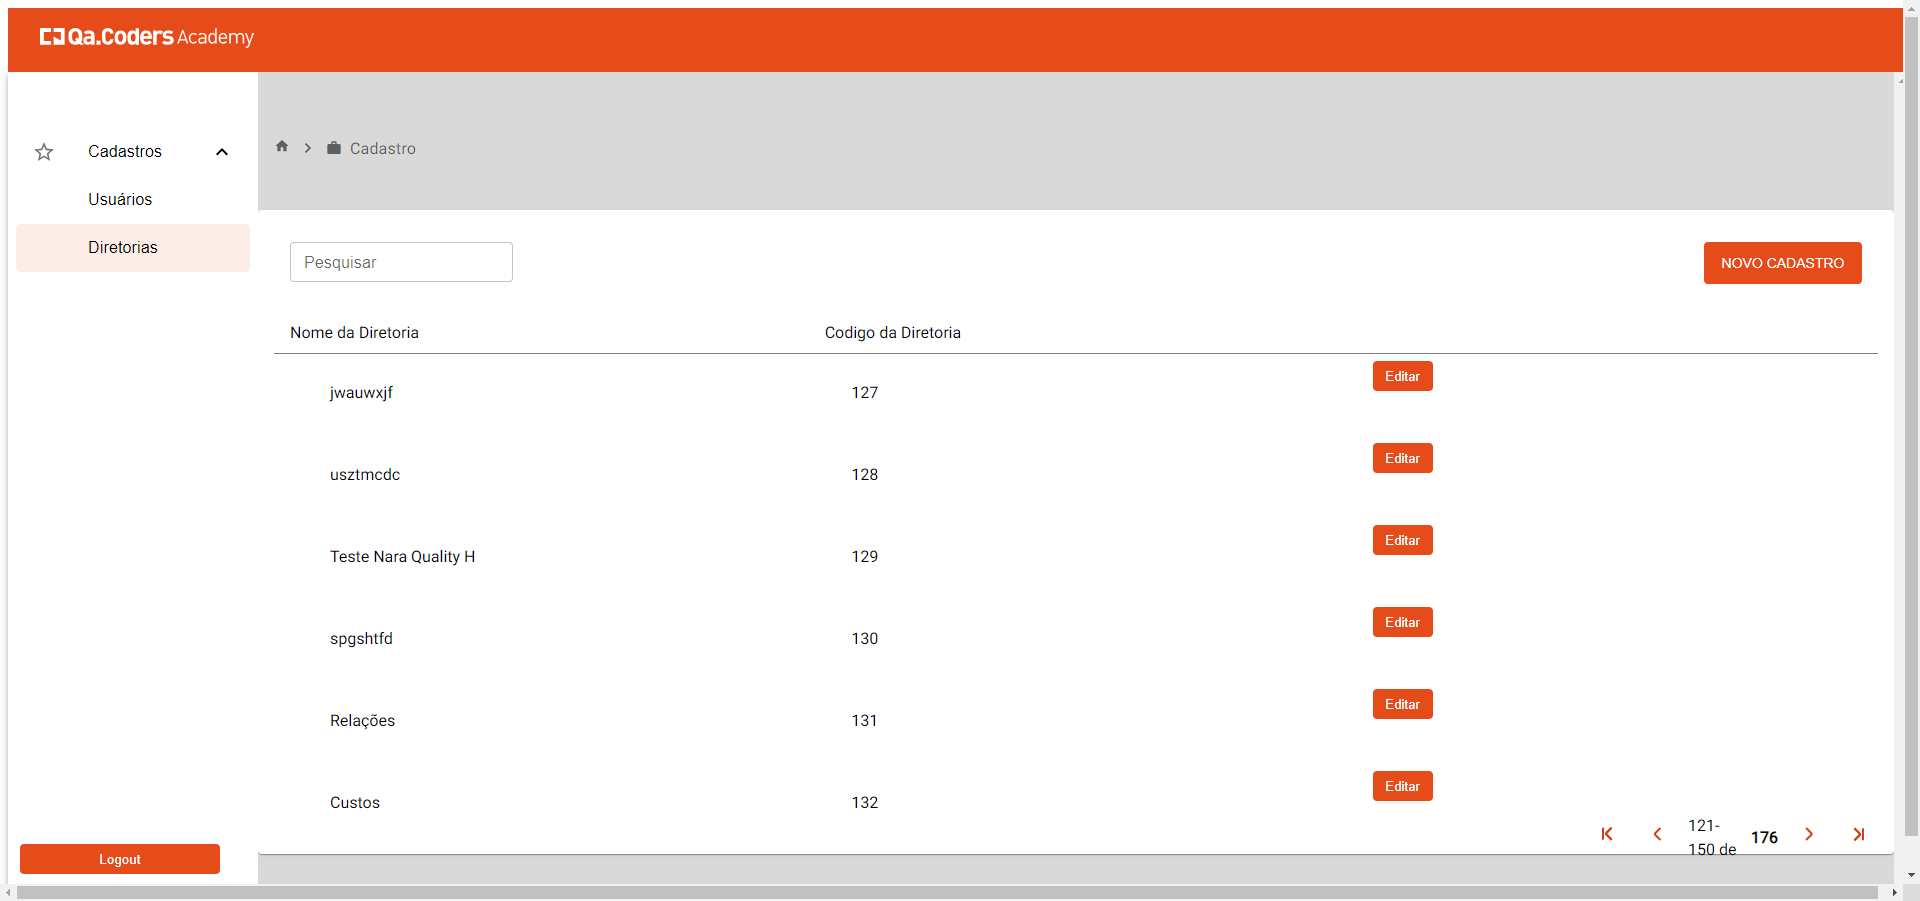 Qa.Coders Academy
Cadastros
Usuários
Diretorias
Logout
Cadastro
Pesquisar
NOVO CADASTRO
Nome da Diretoria Codigo da Diretoria
jwauwxjf 127 Editar
usztmcdc 128 Editar
Teste Nara Quality H 129 Editar
spgshtfd 130 Editar
Relações 131 Editar
Custos 132 Editar
121-
150 de 176